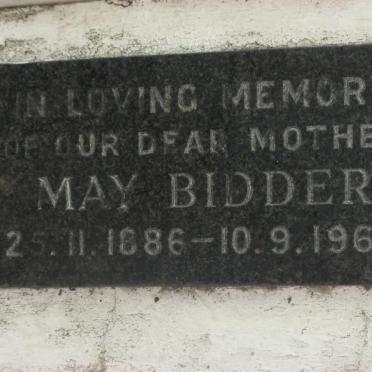 IN LOVING MEMOR
OF OUR DEAR MOTHE
MAY BIDDER
25.11.1886-10.9.196